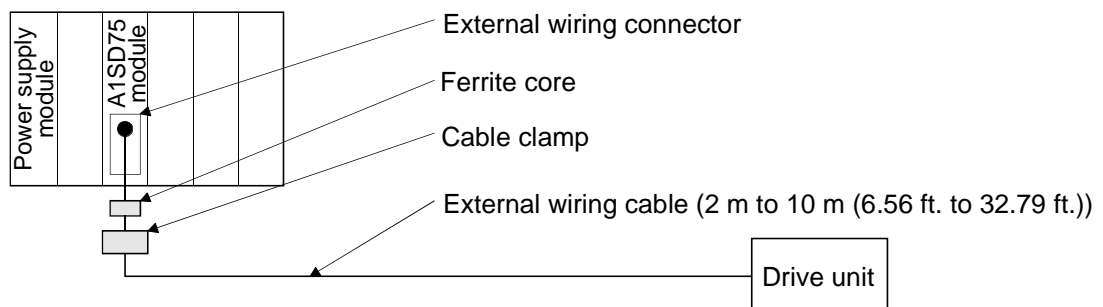 Power supply
module
A1SD75
module
External wiring connector
Ferrite core
Cable clamp
External wiring cable (2 m to 10 m (6.56 ft. to 32.79 ft.))
Drive unit